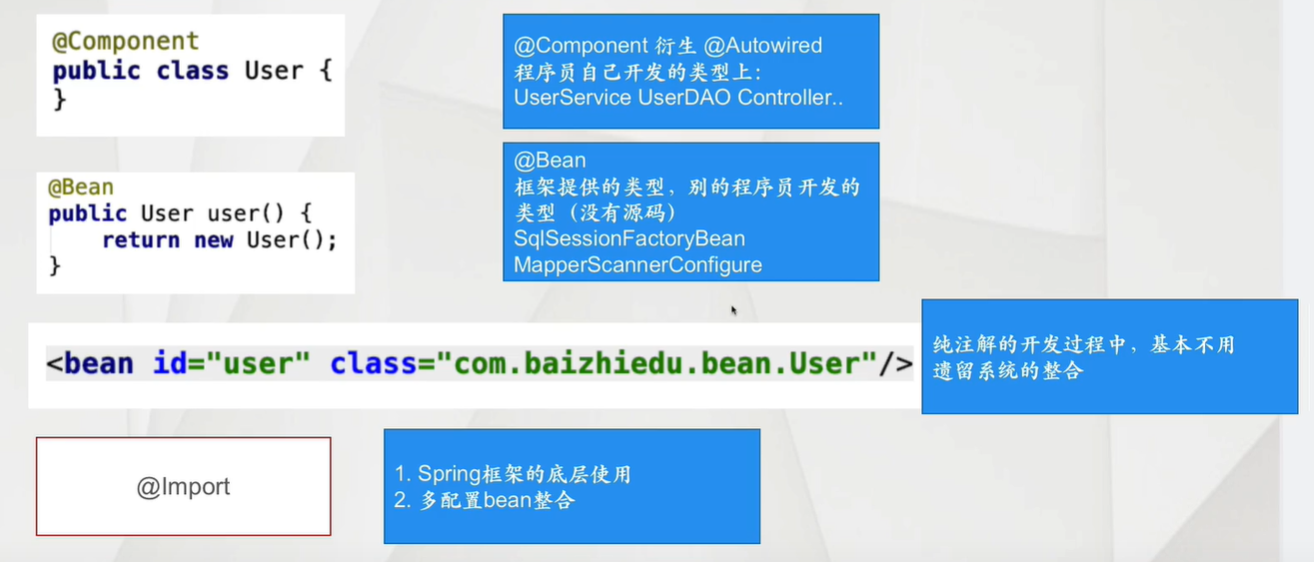 @Component
public class User {
}
@Component 衍生 @Autowired
程序员自己开发的类型上：
UserService UserDAO Controller..
@Bean
public User user() {
return new User();
}
@Bean
框架提供的类型，别的程序员开发的
类型（没有源码）
SqlSessionFactoryBean
MapperScannerConfigure
<bean id="user" class="com.baizhiedu.bean.User"/>
纯注解的开发过程中，基本不用
遗留系统的整合
@Import
1. Spring框架的底层使用
2. 多配置bean整合